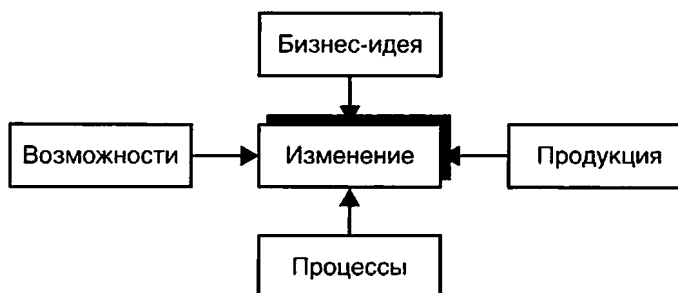 Бизнес-идея
Возможности
Изменение
Продукция
Процессы